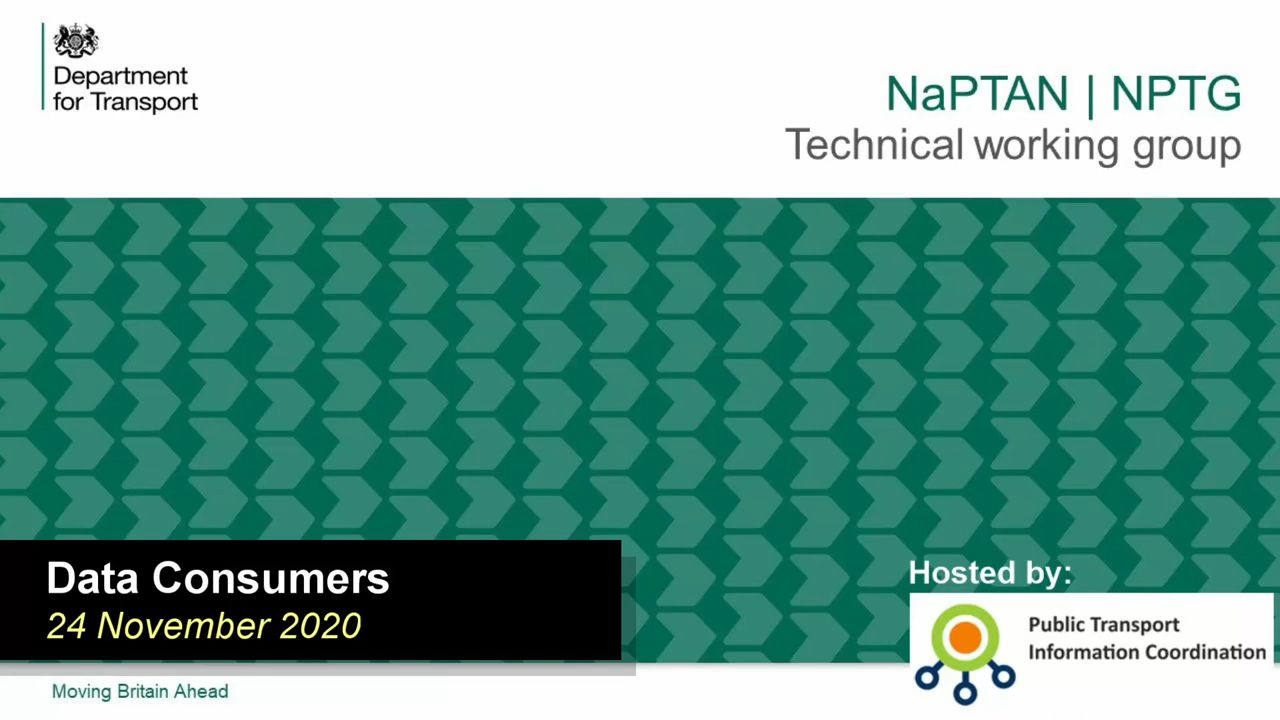 Department
for Transport
NaPTAN | NPTG
Technical working group
Data Consumers
24 November 2020
Hosted by:
Public Transport
Information Coordination
Moving Britain Ahead